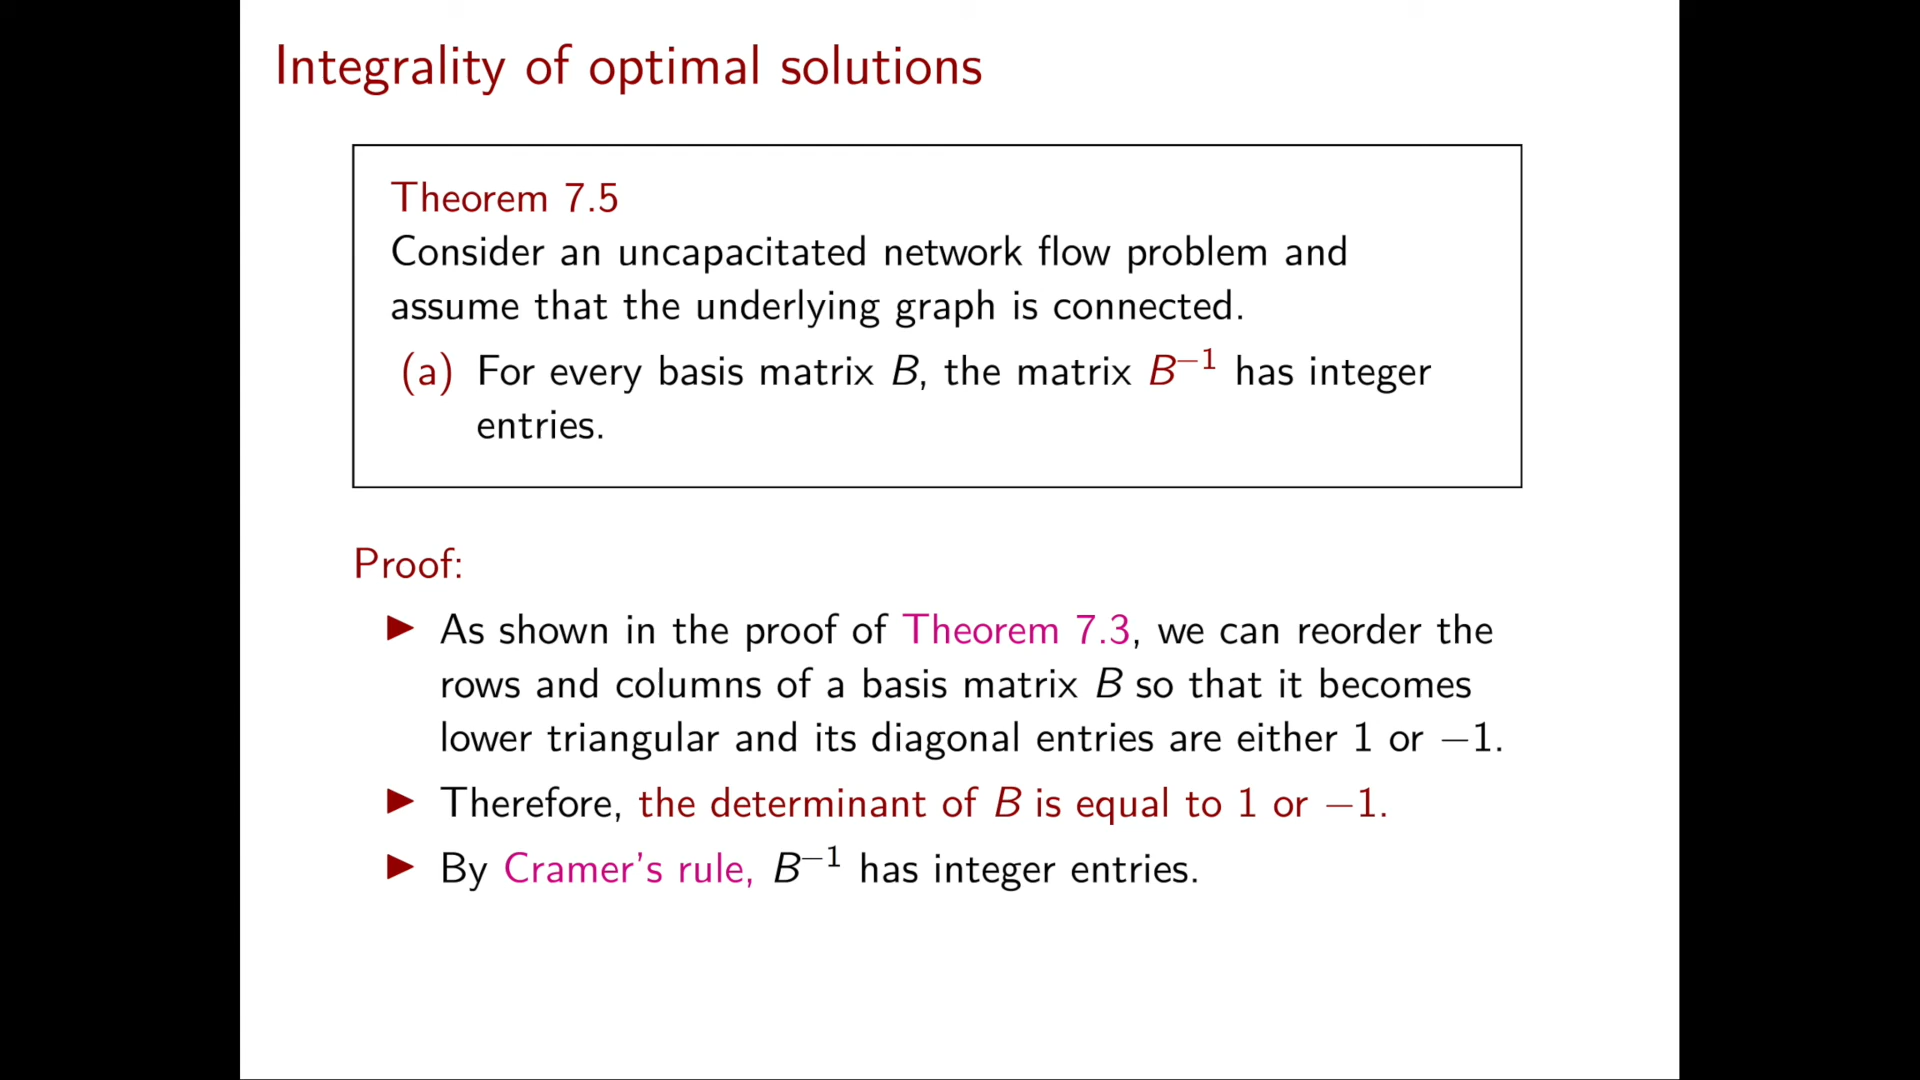 Integrality of optimal solutions
Theorem 7.5
Consider an uncapacitated network flow problem and
assume that the underlying graph is connected.
(a) For every basis matrix B, the matrix B⁻¹ has integer
entries.
Proof:
▶ As shown in the proof of Theorem 7.3, we can reorder the
rows and columns of a basis matrix B so that it becomes
lower triangular and its diagonal entries are either 1 or −1.
▶ Therefore, the determinant of B is equal to 1 or −1.
▶ By Cramer's rule, B⁻¹ has integer entries.